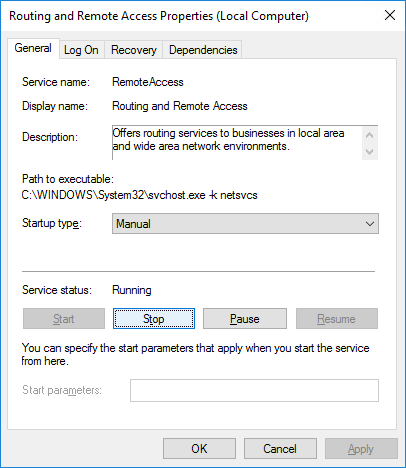 Routing and Remote Access Properties (Local Computer)
General Log On Recovery Dependencies
Service name: RemoteAccess
Display name: Routing and Remote Access
Description: Offers routing services to businesses in local area
and wide area network environments.
Path to executable:
C:\WINDOWS\System32\svchost.exe -k netsvcs
Startup type: Manual
Service status: Running
Start Stop Pause Resume
You can specify the start parameters that apply when you start the service
from here.
Start parameters:
OK Cancel Apply